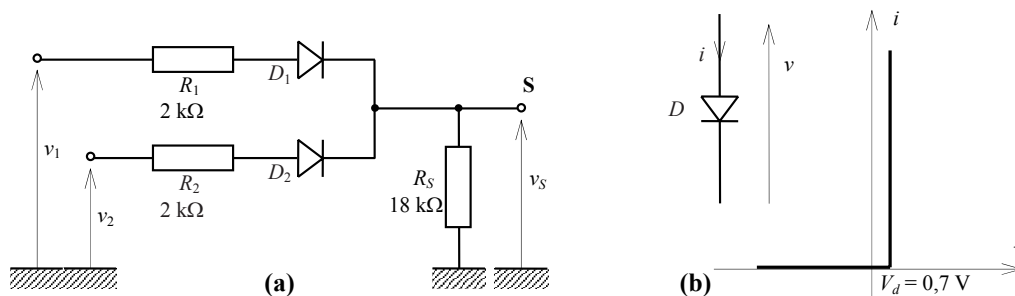 R1
2 kΩ
D1
S
v1
R2
2 kΩ
D2
v2
RS
18 kΩ
vS
(a)
i
v
D
i
Vd = 0,7 V
(b)